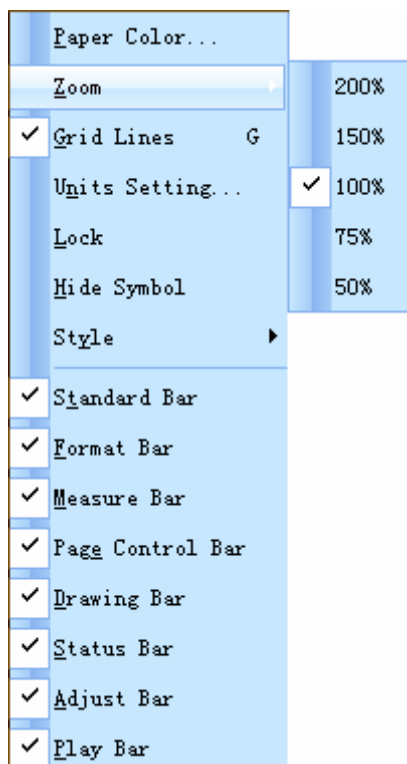 Paper Color...
Zoom
200%
Grid Lines G
150%
Units Setting...
100%
Lock
75%
Hide Symbol
50%
Style
Standard Bar
Format Bar
Measure Bar
Page Control Bar
Drawing Bar
Status Bar
Adjust Bar
Play Bar